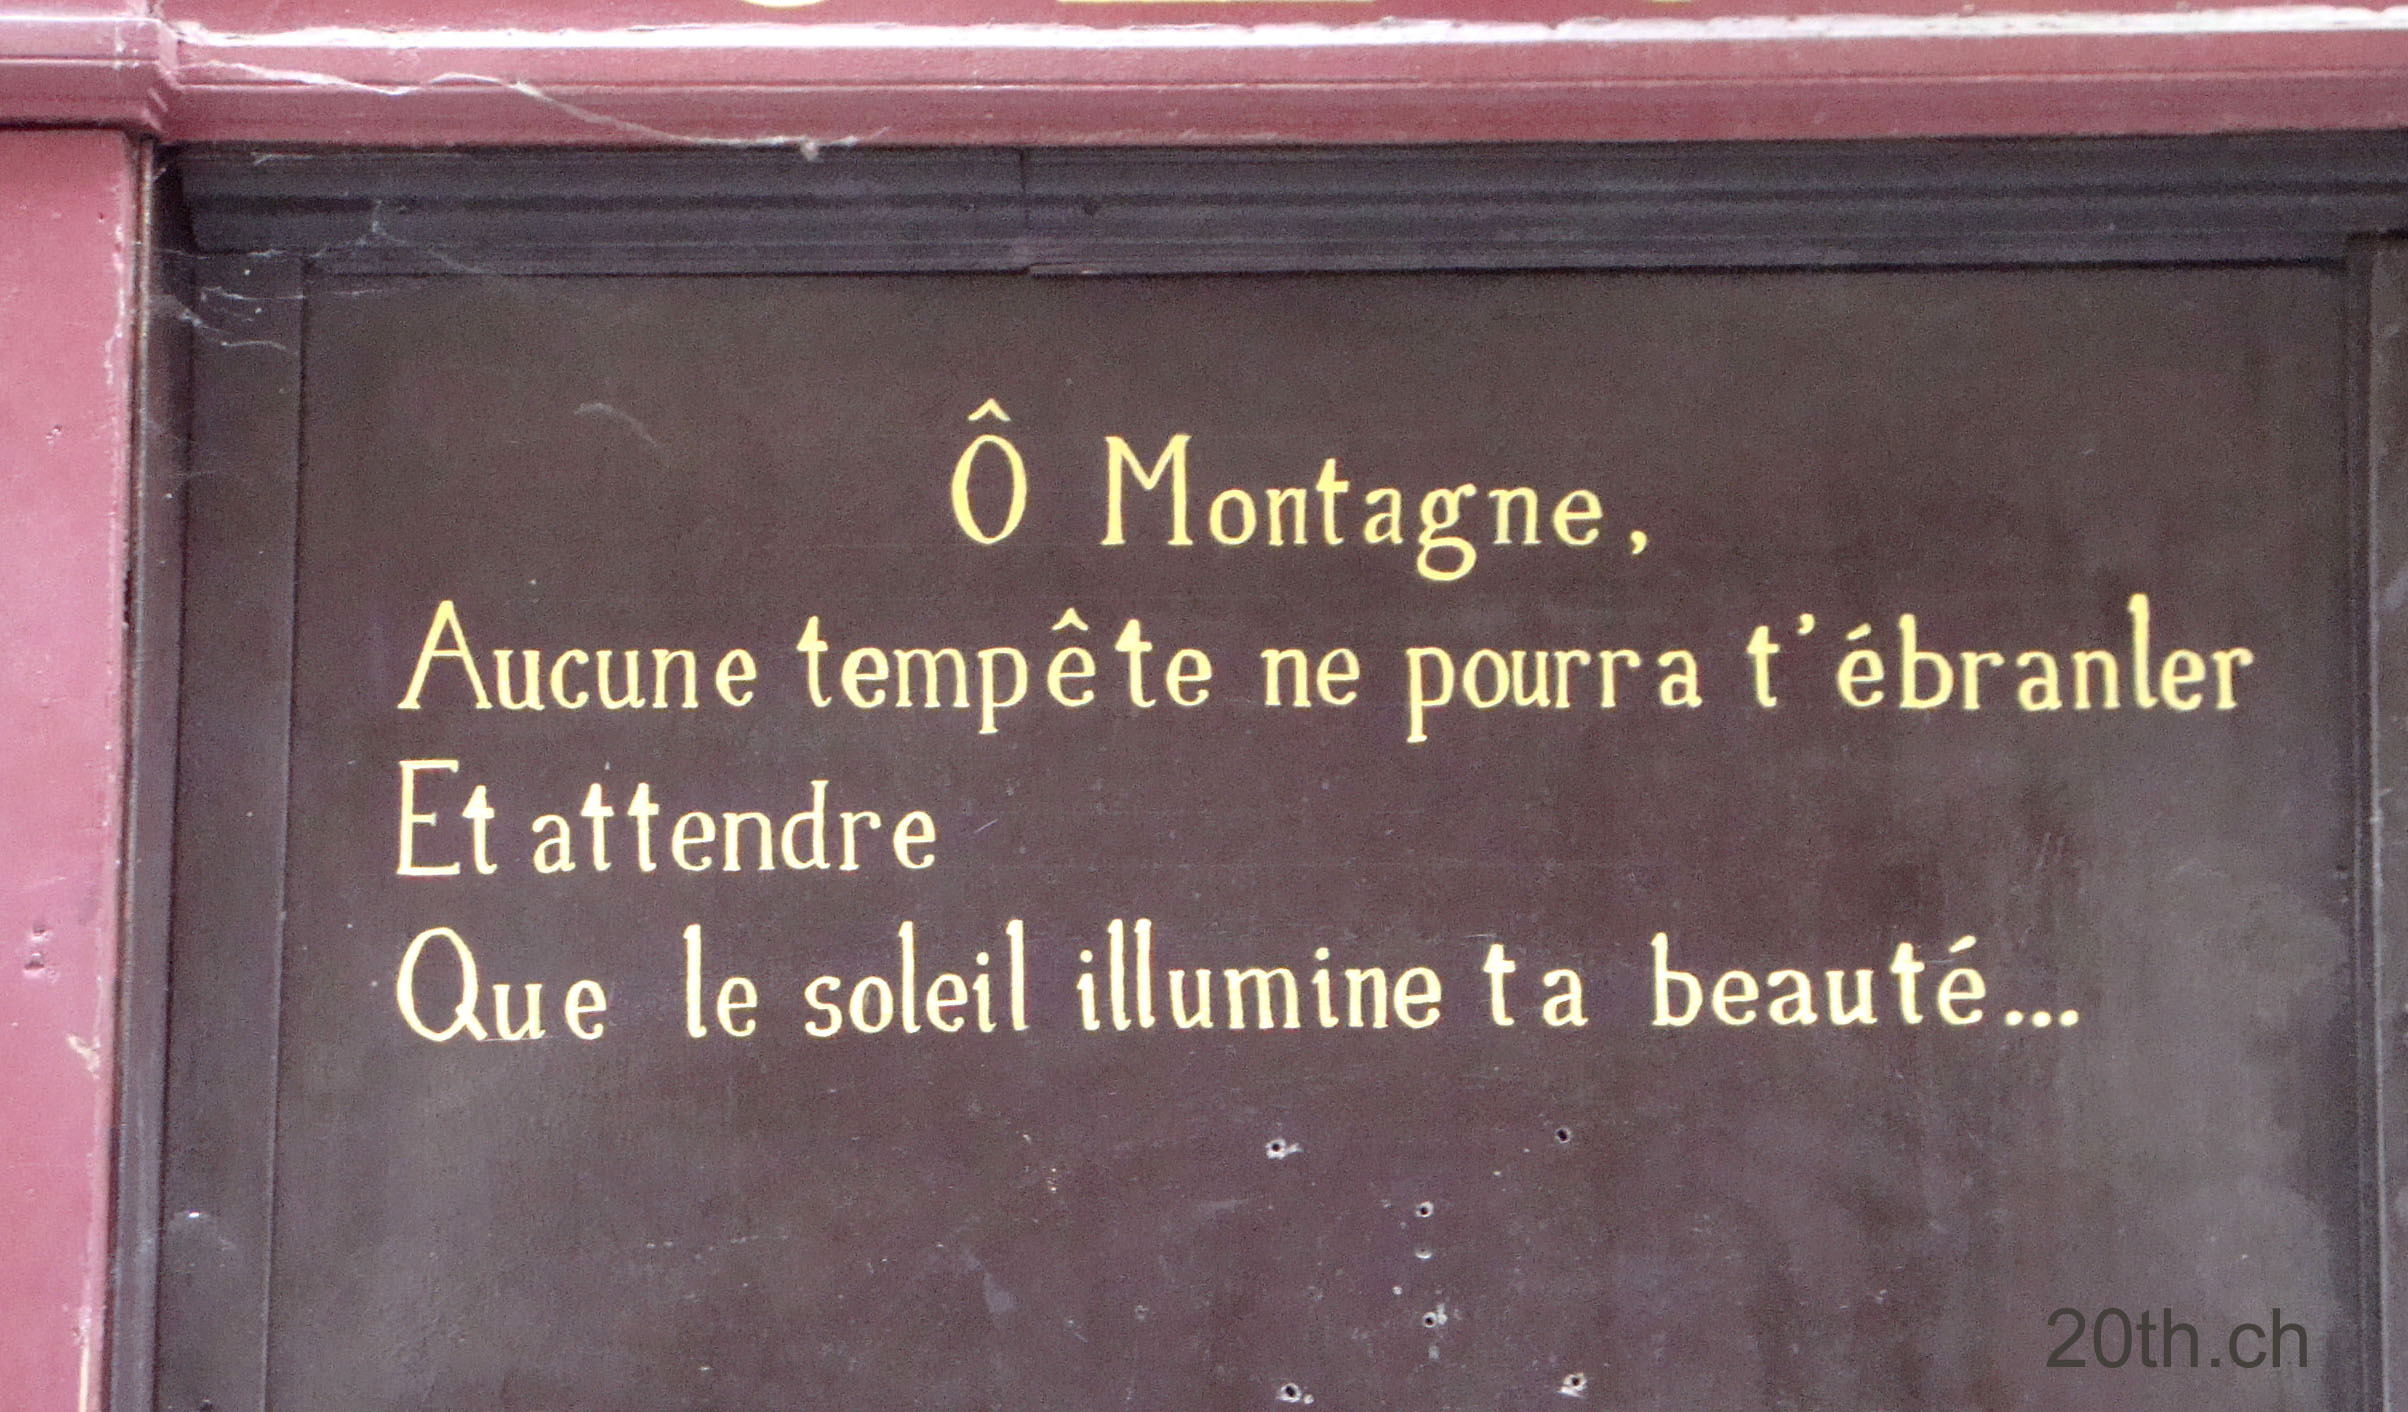 Ô Montagne,
Aucune tempête ne pourra t'ébranler
Et attendre
Que le soleil illumine ta beauté...
20th.ch